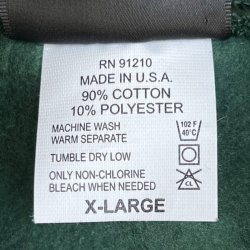 RN 91210
MADE IN U.S.A.
90% COTTON
10% POLYESTER
MACHINE WASH
WARM SEPARATE
102 F
40°C
TUMBLE DRY LOW
ONLY NON-CHLORINE
BLEACH WHEN NEEDED
CL
X-LARGE